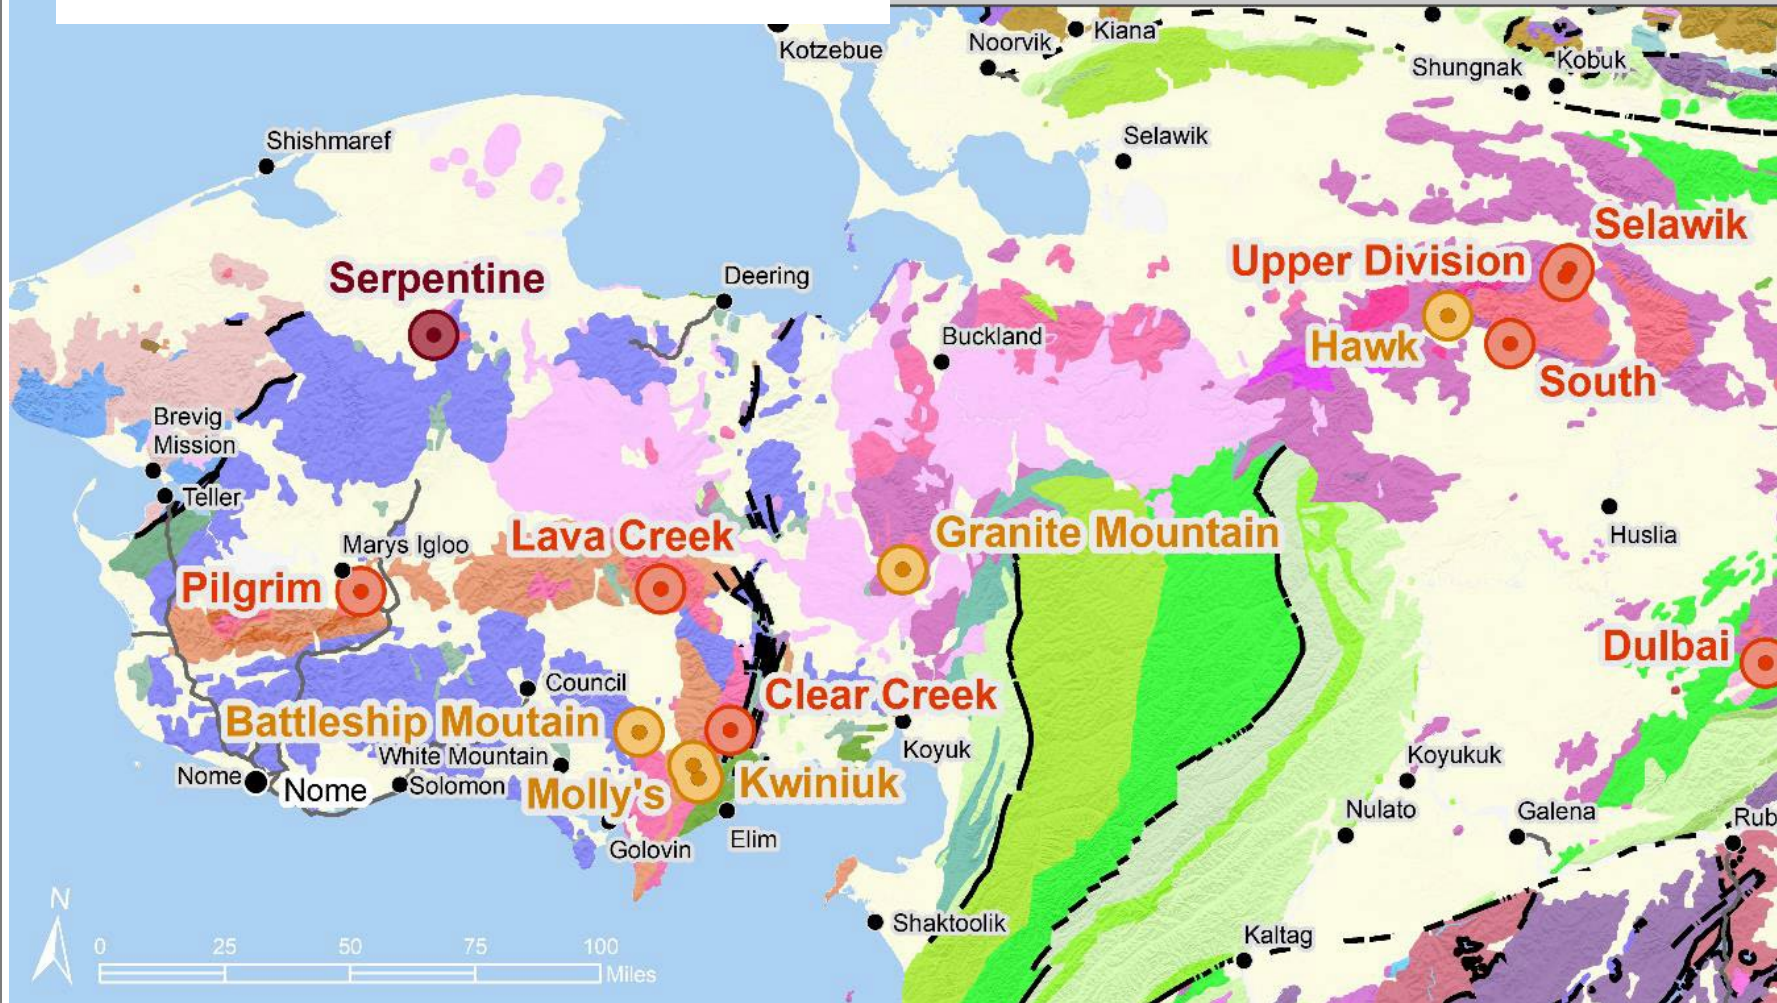 Kotzebue
Noorvik
Kiana
Shungnak
Kobuk
Shishmaref
Selawik
Selawik
Serpentine
Deering
Upper Division
Buckland
Hawk
South
Brevig
Mission
Teller
Huslia
Marys Igloo
Lava Creek
Granite Mountain
Pilgrim
Dulbai
Council
Clear Creek
Battleship Moutain
Koyuk
White Mountain
Koyukuk
Nome
Nome
Solomon
Molly's
Kwiniuk
Nulato
Galena
Rub
Golovin
Elim
N
Shaktoolik
Kaltag
0 25 50 75 100
Miles